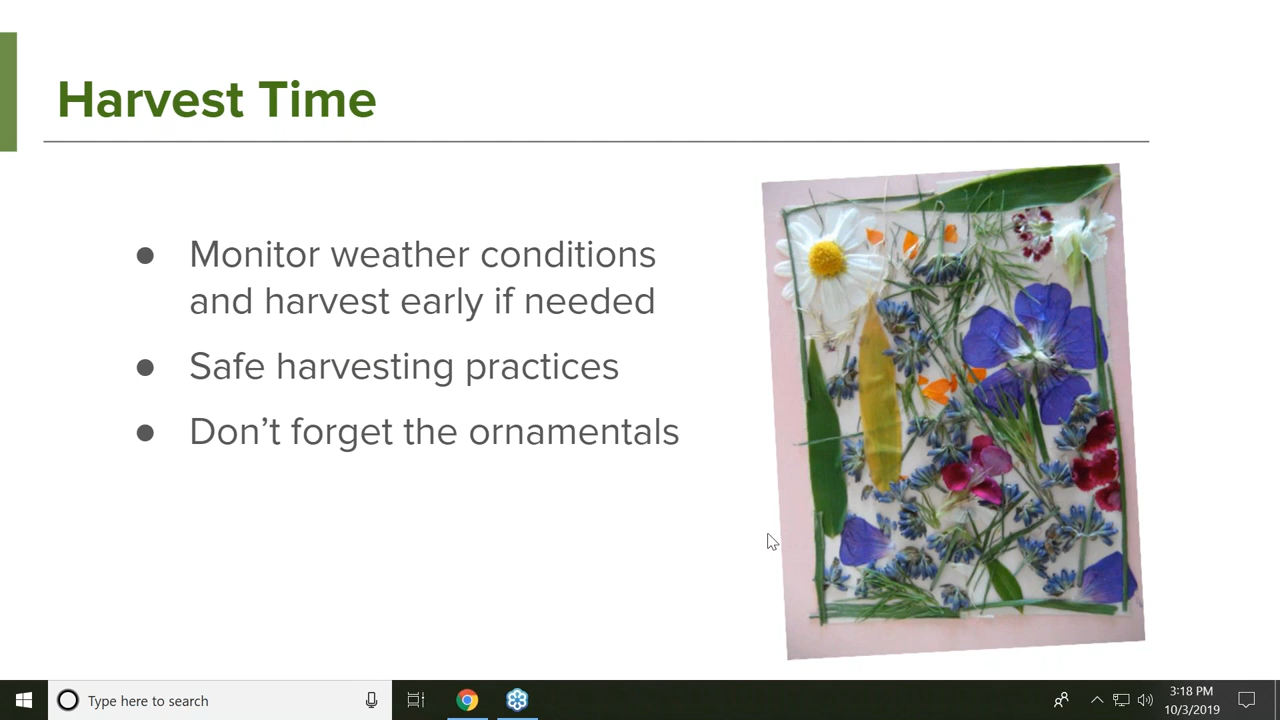 Harvest Time
● Monitor weather conditions
and harvest early if needed
● Safe harvesting practices
● Don’t forget the ornamentals
Type here to search
3:18 PM
10/3/2019